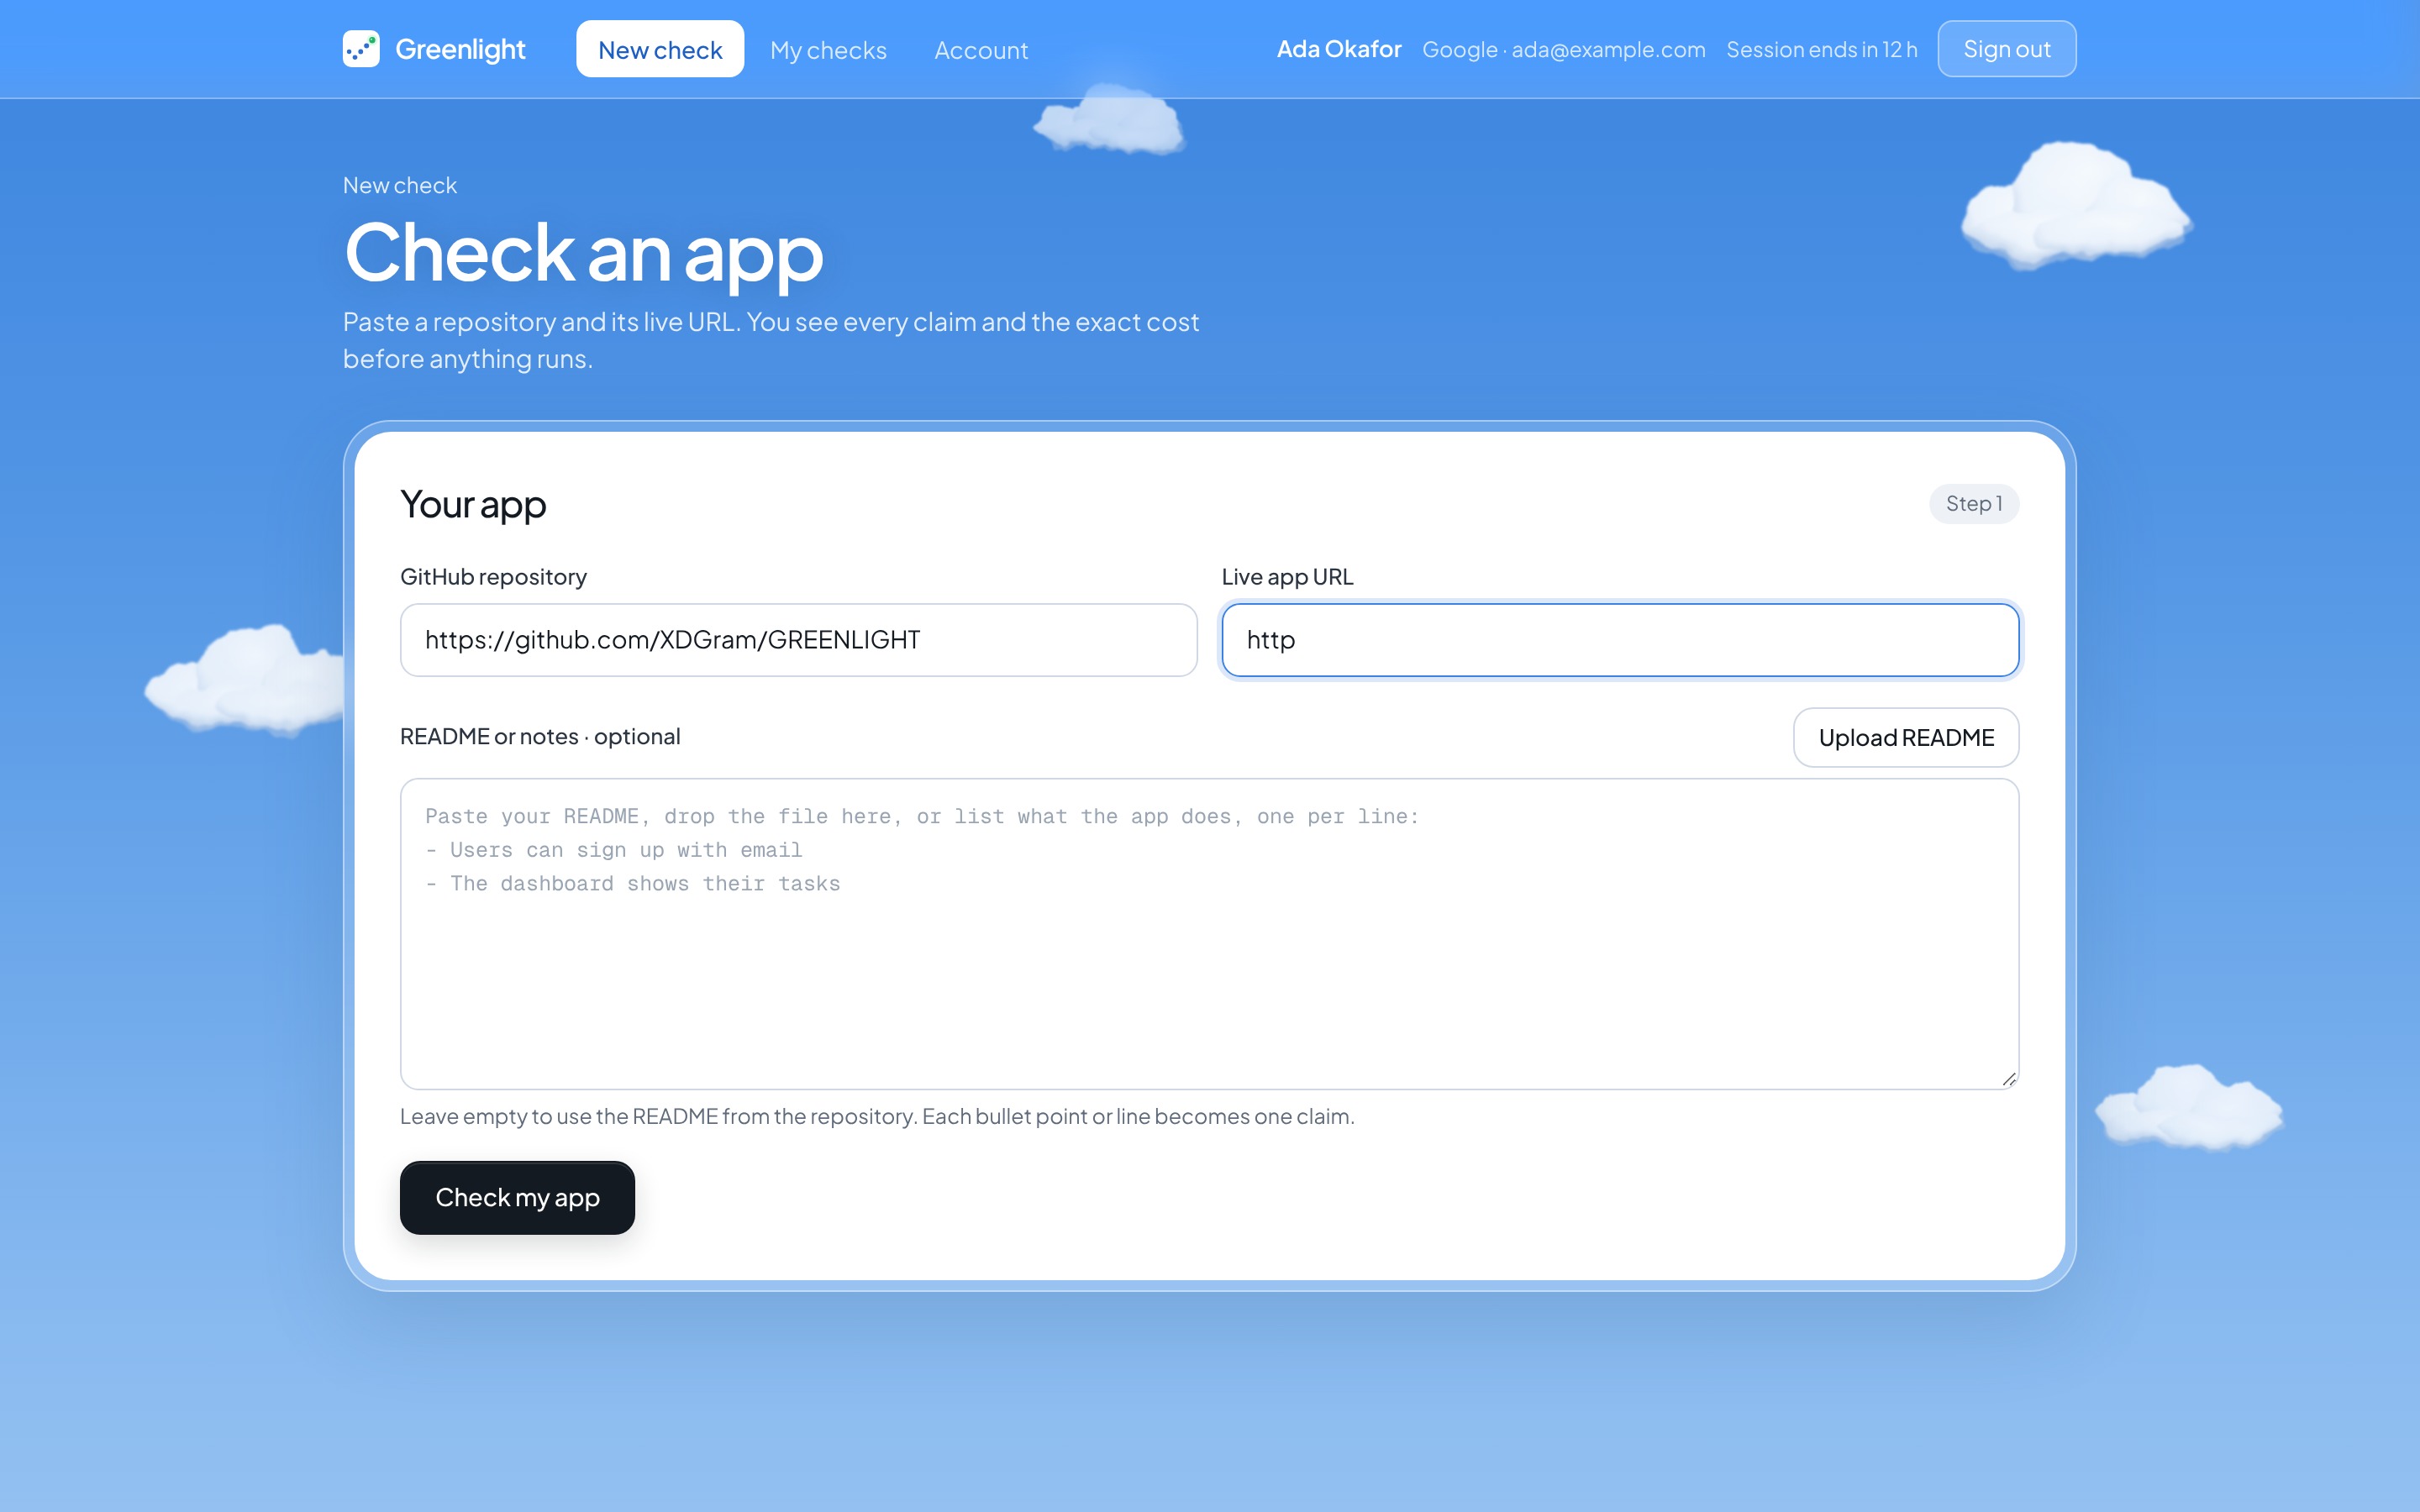 Greenlight
New check
My checks
Account
Ada Okafor
Google · ada@example.com
Session ends in 12 h
Sign out
New check
Check an app
Paste a repository and its live URL. You see every claim and the exact cost
before anything runs.
Your app
Step 1
GitHub repository
Live app URL
https://github.com/XDGram/GREENLIGHT
http
README or notes · optional
Upload README
Paste your README, drop the file here, or list what the app does, one per line:
- Users can sign up with email
- The dashboard shows their tasks
Leave empty to use the README from the repository. Each bullet point or line becomes one claim.
Check my app